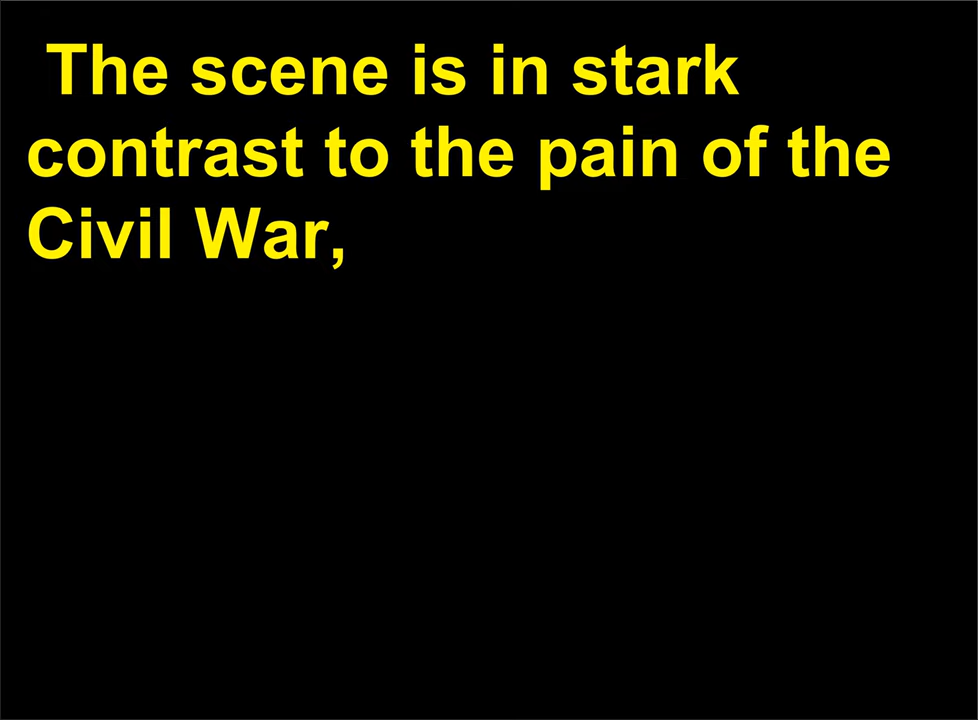 The scene is in stark
contrast to the pain of the
Civil War,